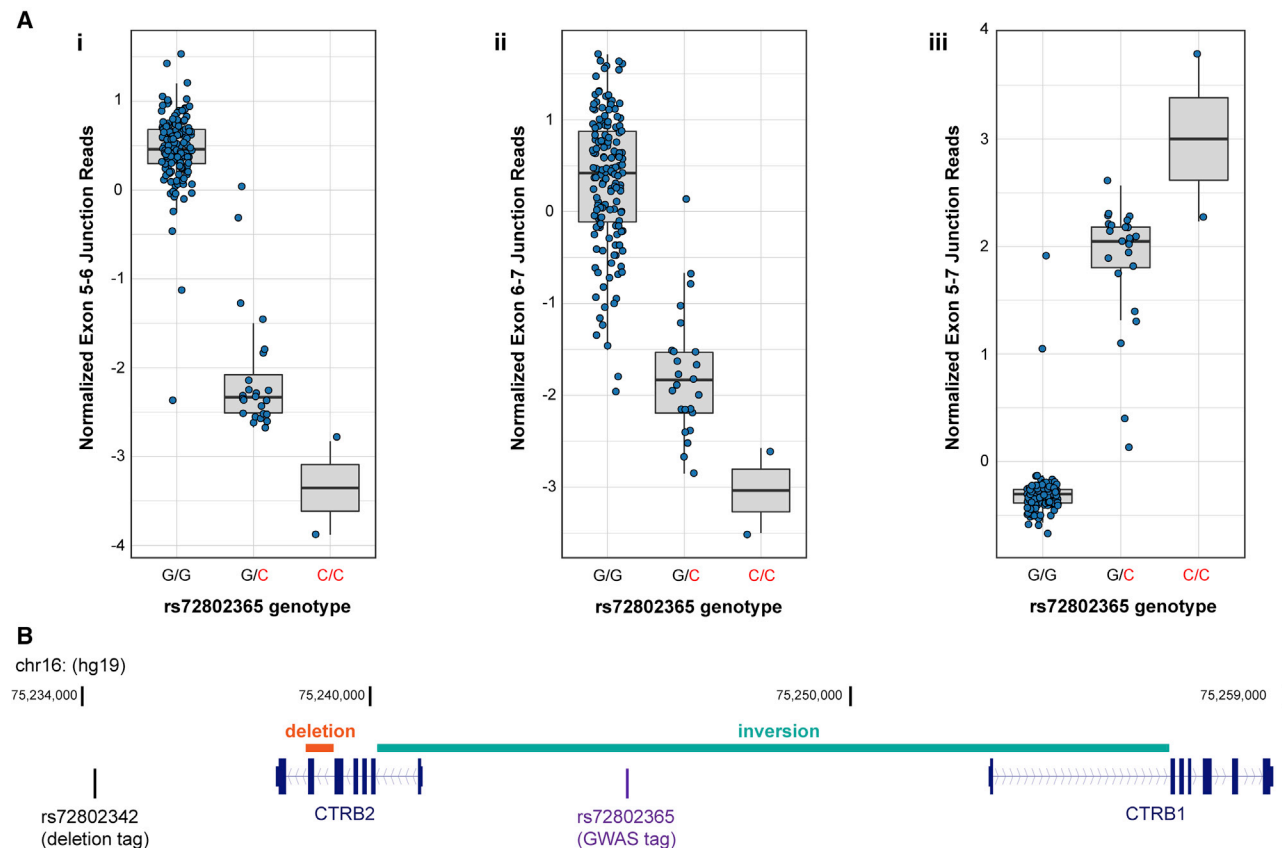 A
i
Normalized Exon 5-6 Junction Reads
1
0
-1
-2
-3
-4
G/G G/C C/C
rs72802365 genotype
ii
Normalized Exon 6-7 Junction Reads
1
0
-1
-2
-3
G/G G/C C/C
rs72802365 genotype
iii
Normalized Exon 5-7 Junction Reads
4
3
2
1
0
G/G G/C C/C
rs72802365 genotype
B
chr16: (hg19)
75,234,000 75,240,000 75,250,000 75,259,000
deletion inversion
CTRB2 CTRB1
rs72802342
(deletion tag)
rs72802365
(GWAS tag)